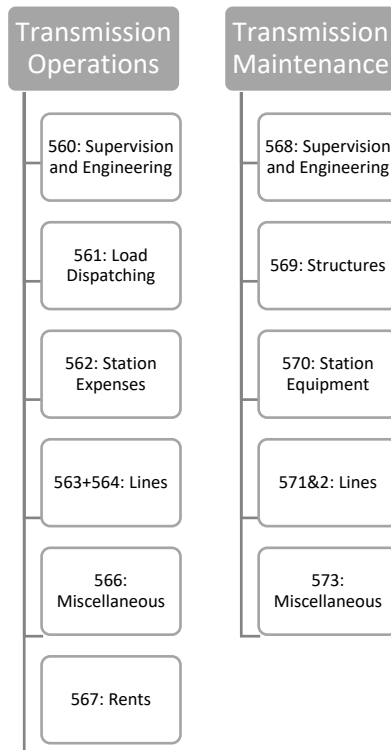 Transmission
Operations
560: Supervision
and Engineering
561: Load
Dispatching
562: Station
Expenses
563+564: Lines
566:
Miscellaneous
567: Rents
Transmission
Maintenance
568: Supervision
and Engineering
569: Structures
570: Station
Equipment
571&2: Lines
573:
Miscellaneous